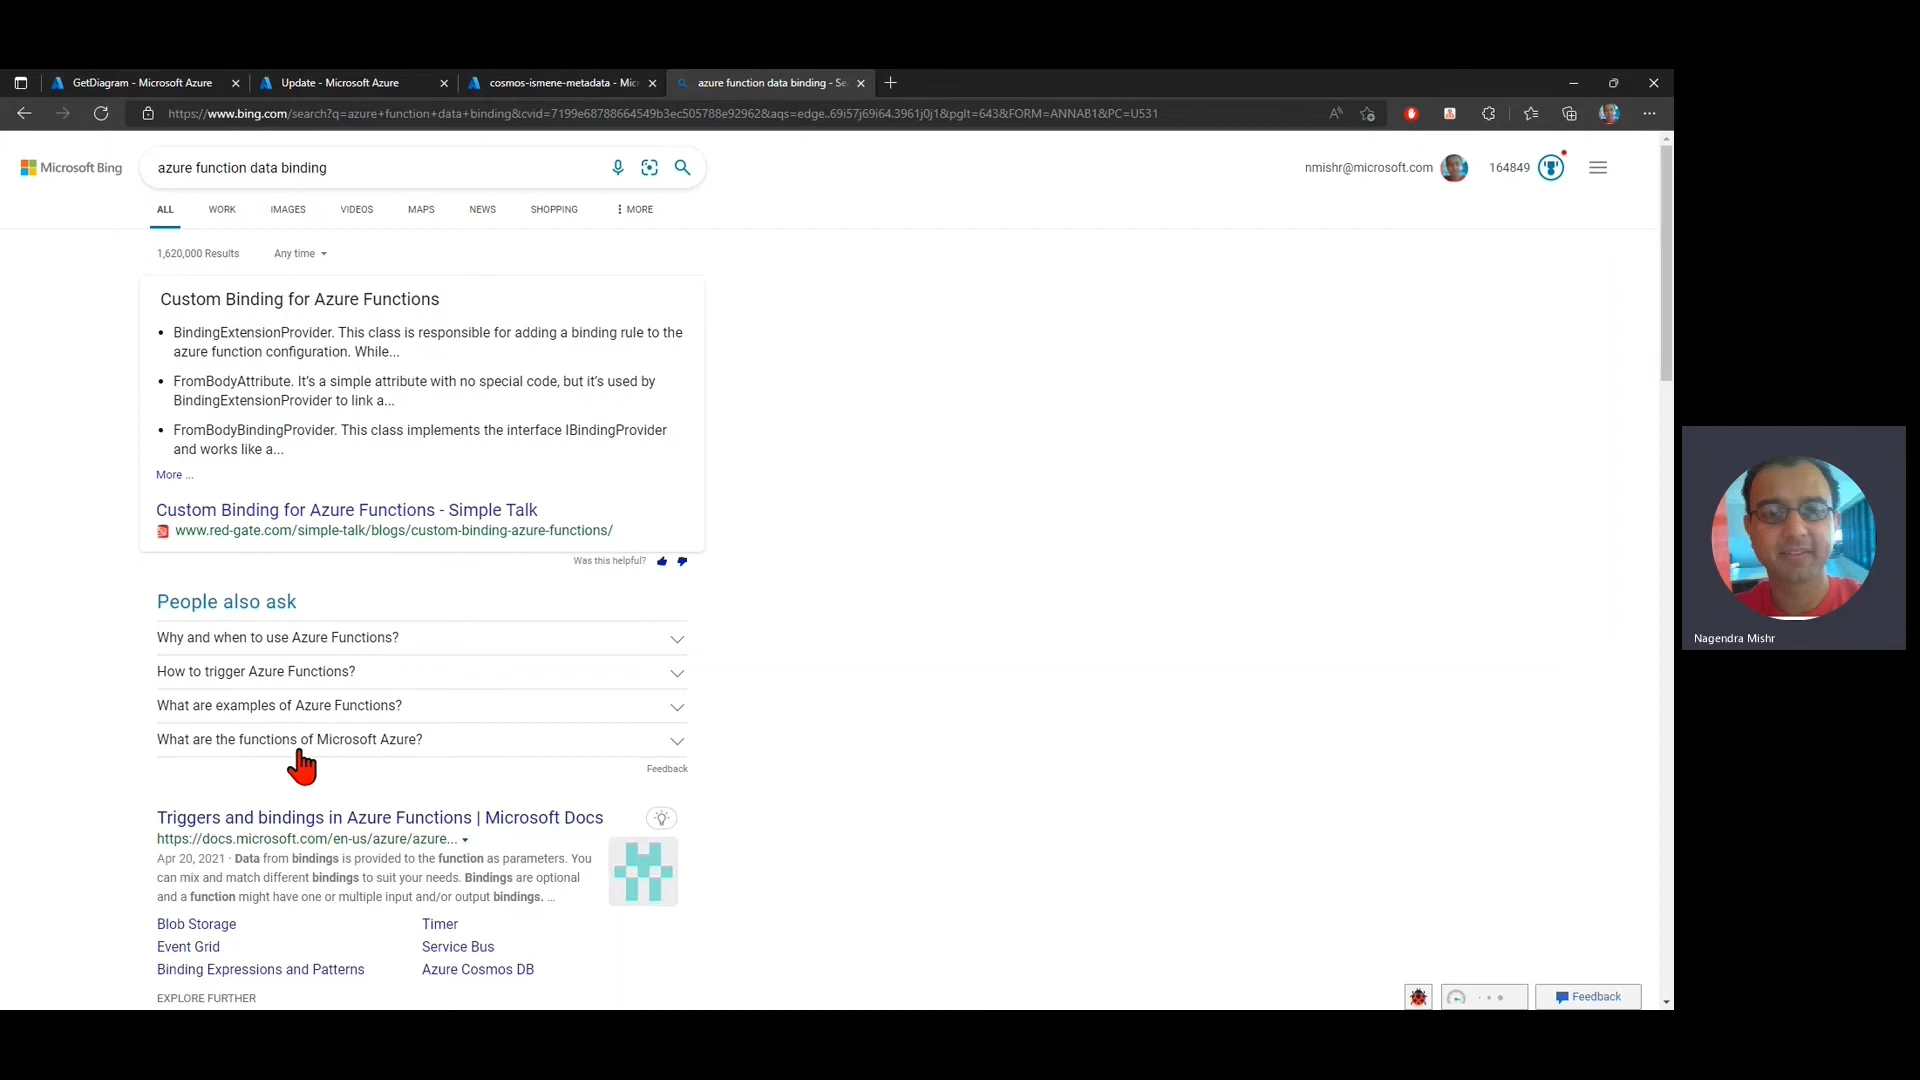 GetDiagram - Microsoft Azure
Update - Microsoft Azure
cosmos-ismene-metadata - Mic
azure function data binding - Se
https://www.bing.com/search?q=azure+function+data+binding&cvid=7199e68788664549b3ec505788e92962&aqs=edge..69i57j69i64.3961j0j1&pglt=643&FORM=ANNAB1&PC=U531
Microsoft Bing
azure function data binding
nmishr@microsoft.com
164849
ALL
WORK
IMAGES
VIDEOS
MAPS
NEWS
SHOPPING
MORE
1,620,000 Results
Any time
Custom Binding for Azure Functions
• BindingExtensionProvider. This class is responsible for adding a binding rule to the
azure function configuration. While...
• FromBodyAttribute. It's a simple attribute with no special code, but it's used by
BindingExtensionProvider to link a...
• FromBodyBindingProvider. This class implements the interface IBindingProvider
and works like a...
More ...
Custom Binding for Azure Functions - Simple Talk
www.red-gate.com/simple-talk/blogs/custom-binding-azure-functions/
Was this helpful?
People also ask
Why and when to use Azure Functions?
How to trigger Azure Functions?
What are examples of Azure Functions?
What are the functions of Microsoft Azure?
Feedback
Triggers and bindings in Azure Functions | Microsoft Docs
https://docs.microsoft.com/en-us/azure/azure...
Apr 20, 2021 · Data from bindings is provided to the function as parameters. You
can mix and match different bindings to suit your needs. Bindings are optional
and a function might have one or multiple input and/or output bindings. ...
Blob Storage
Timer
Event Grid
Service Bus
Binding Expressions and Patterns
Azure Cosmos DB
EXPLORE FURTHER
Feedback
Nagendra Mishr